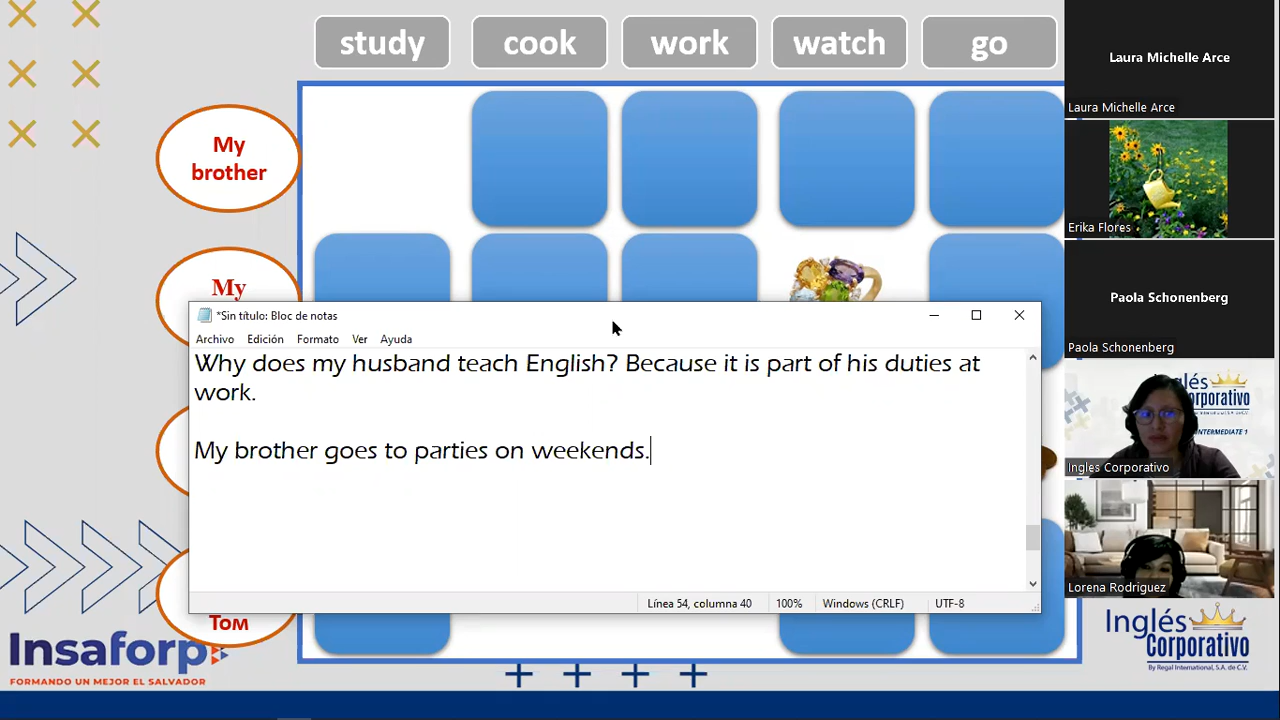 study
cook
work
watch
go
My
brother
My
Tom
*Sin título: Bloc de notas
Archivo
Edición
Formato
Ver
Ayuda
Why does my husband teach English? Because it is part of his duties at
work.
My brother goes to parties on weekends.
Línea 54, columna 40
100%
Windows (CRLF)
UTF-8
Insaforp
FORMANDO UN MEJOR EL SALVADOR
Inglés
Corporativo
By Regal International, S.A. de C.V.
Laura Michelle Arce
Laura Michelle Arce
Erika Flores
Paola Schonenberg
Paola Schonenberg
INTERMEDIATE 1
Ingles Corporativo
Lorena Rodriguez